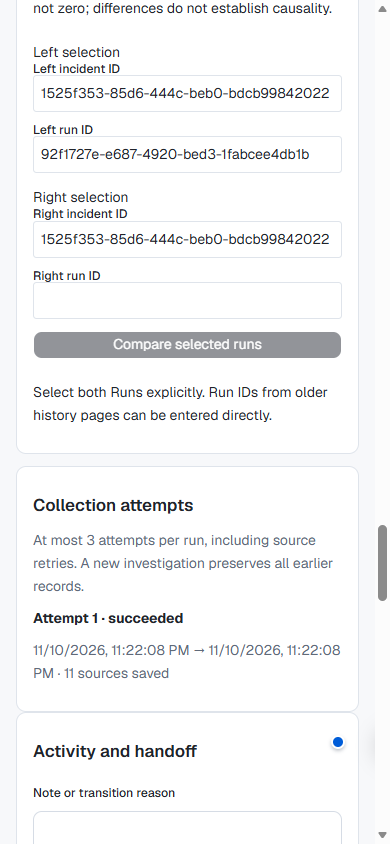 not zero; differences do not establish causality.
Left selection
Left incident ID
1525f353-85d6-444c-beb0-bdcb99842022
Left run ID
92f1727e-e687-4920-bed3-1fabcee4db1b
Right selection
Right incident ID
1525f353-85d6-444c-beb0-bdcb99842022
Right run ID
Compare selected runs
Select both Runs explicitly. Run IDs from older
history pages can be entered directly.
Collection attempts
At most 3 attempts per run, including source
retries. A new investigation preserves all earlier
records.
Attempt 1 · succeeded
11/10/2026, 11:22:08 PM → 11/10/2026, 11:22:08
PM · 11 sources saved
Activity and handoff
Note or transition reason